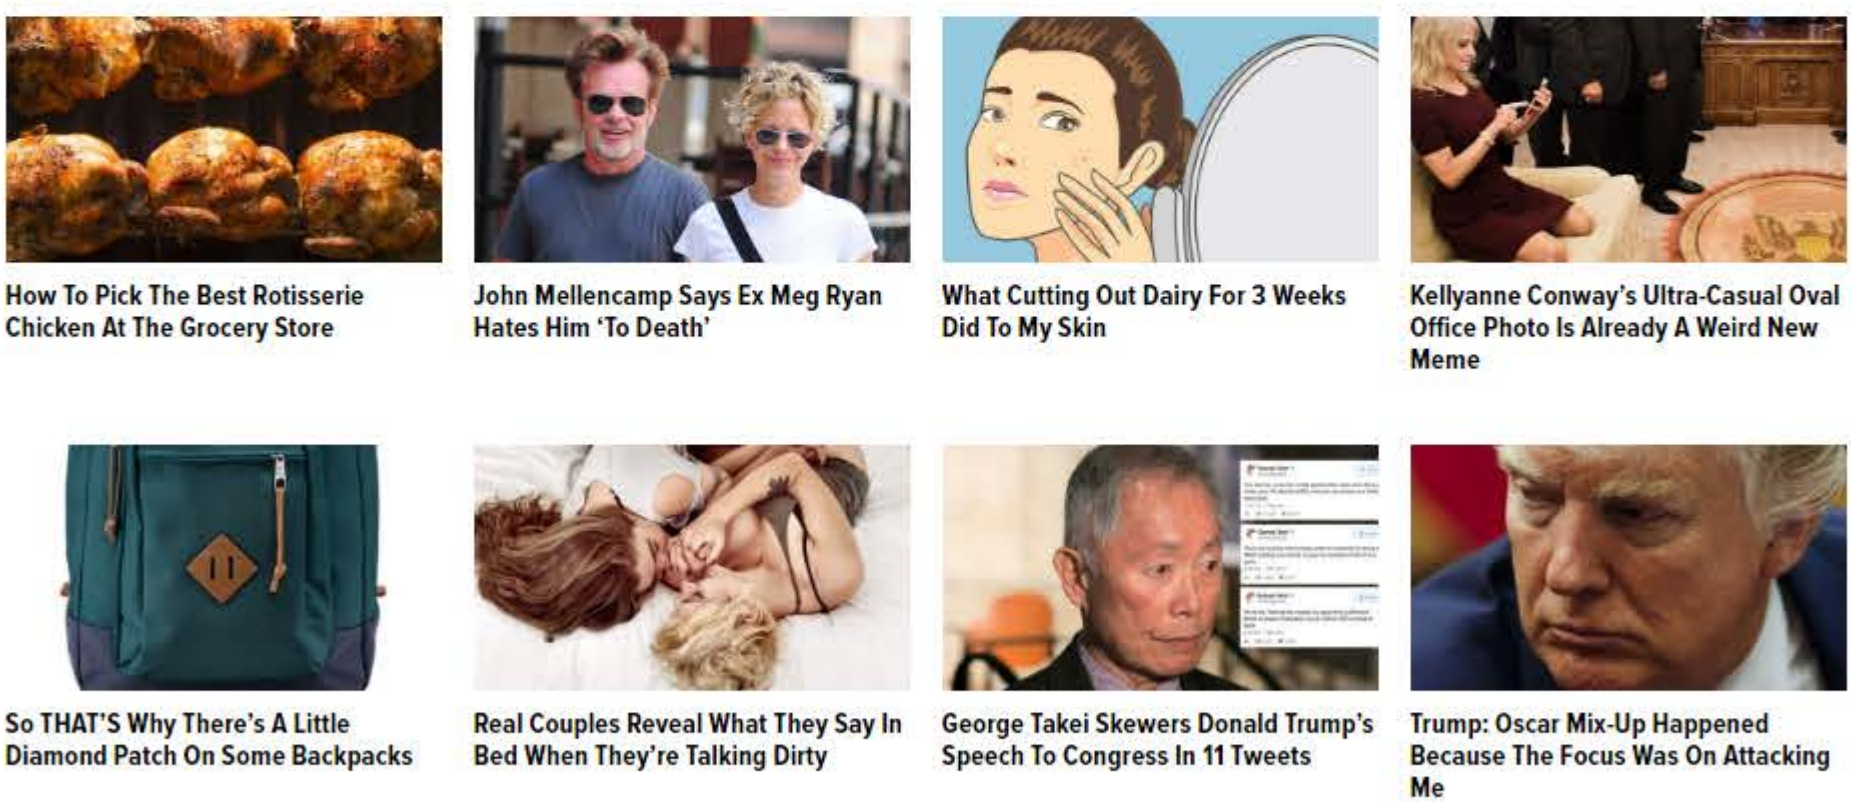 How To Pick The Best Rotisserie
Chicken At The Grocery Store
John Mellencamp Says Ex Meg Ryan
Hates Him ‘To Death’
What Cutting Out Dairy For 3 Weeks
Did To My Skin
Kellyanne Conway’s Ultra-Casual Oval
Office Photo Is Already A Weird New
Meme
So THAT’S Why There’s A Little
Diamond Patch On Some Backpacks
Real Couples Reveal What They Say In
Bed When They’re Talking Dirty
George Takei Skewers Donald Trump’s
Speech To Congress In 11 Tweets
Trump: Oscar Mix-Up Happened
Because The Focus Was On Attacking
Me